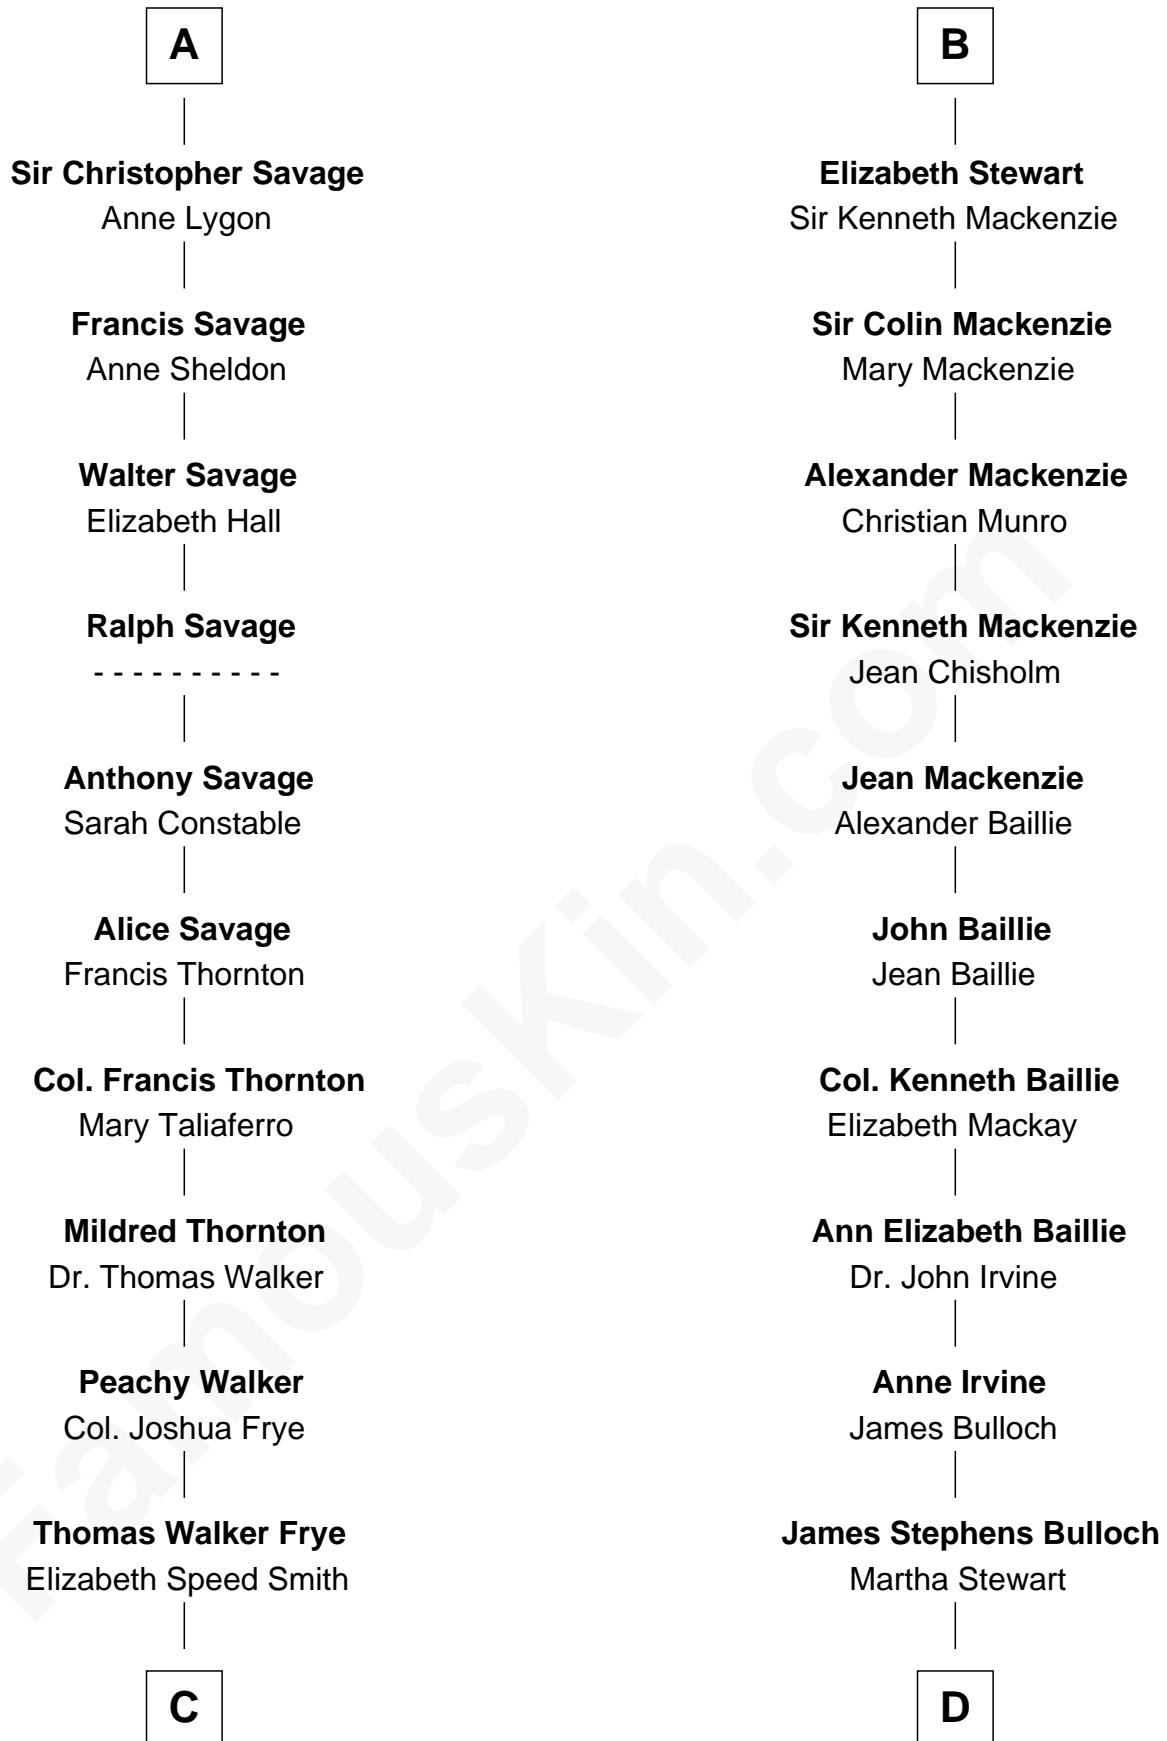 A
Sir Christopher Savage
Anne Lygon
Francis Savage
Anne Sheldon
Walter Savage
Elizabeth Hall
Ralph Savage
- - - - - - - - - -
Anthony Savage
Sarah Constable
Alice Savage
Francis Thornton
Col. Francis Thornton
Mary Taliaferro
Mildred Thornton
Dr. Thomas Walker
Peachy Walker
Col. Joshua Frye
Thomas Walker Frye
Elizabeth Speed Smith
C
B
Elizabeth Stewart
Sir Kenneth Mackenzie
Sir Colin Mackenzie
Mary Mackenzie
Alexander Mackenzie
Christian Munro
Sir Kenneth Mackenzie
Jean Chisholm
Jean Mackenzie
Alexander Baillie
John Baillie
Jean Baillie
Col. Kenneth Baillie
Elizabeth Mackay
Ann Elizabeth Baillie
Dr. John Irvine
Anne Irvine
James Bulloch
James Stephens Bulloch
Martha Stewart
D
FamousKin.com